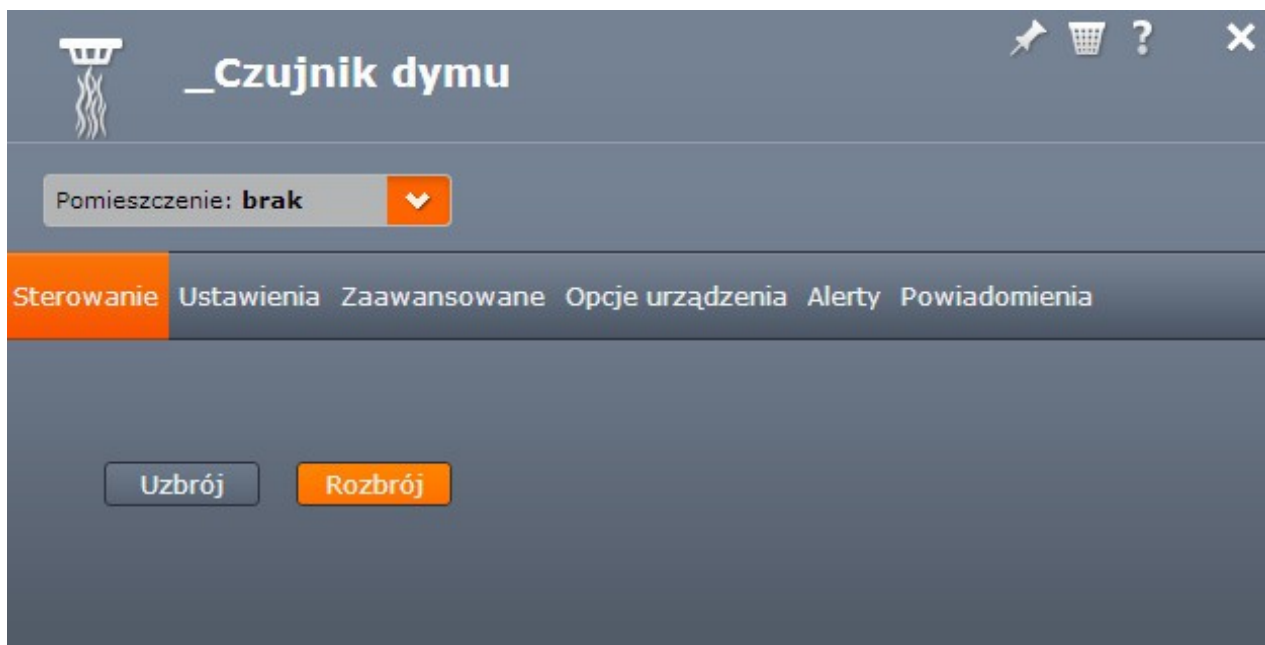 _Czujnik dymu
?
Pomieszczenie: brak
Sterowanie Ustawienia Zaawansowane Opcje urządzenia Alerty Powiadomienia
Uzbrój Rozbrój